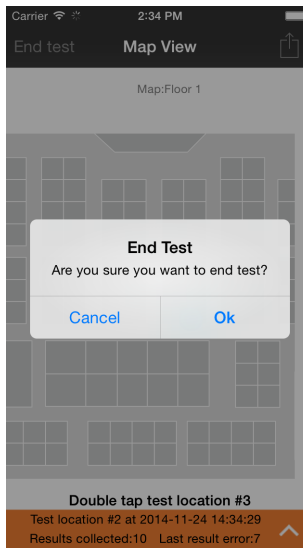 Carrier 2:34 PM
End test Map View
Map:Floor 1
End Test
Are you sure you want to end test?
Cancel Ok
Double tap test location #3
Test location #2 at 2014-11-24 14:34:29
Results collected:10 Last result error:7